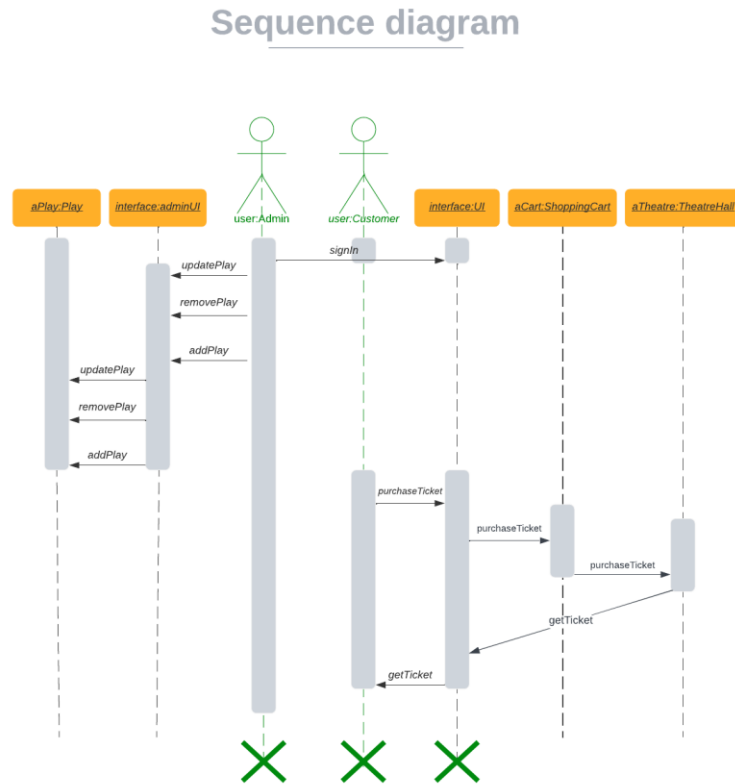 Sequence diagram
user:Admin
user:Customer
aPlay:Play
interface:adminUI
interface:UI
aCart:ShoppingCart
aTheatre:TheatreHall
signIn
updatePlay
removePlay
addPlay
updatePlay
removePlay
addPlay
purchaseTicket
purchaseTicket
purchaseTicket
getTicket
getTicket